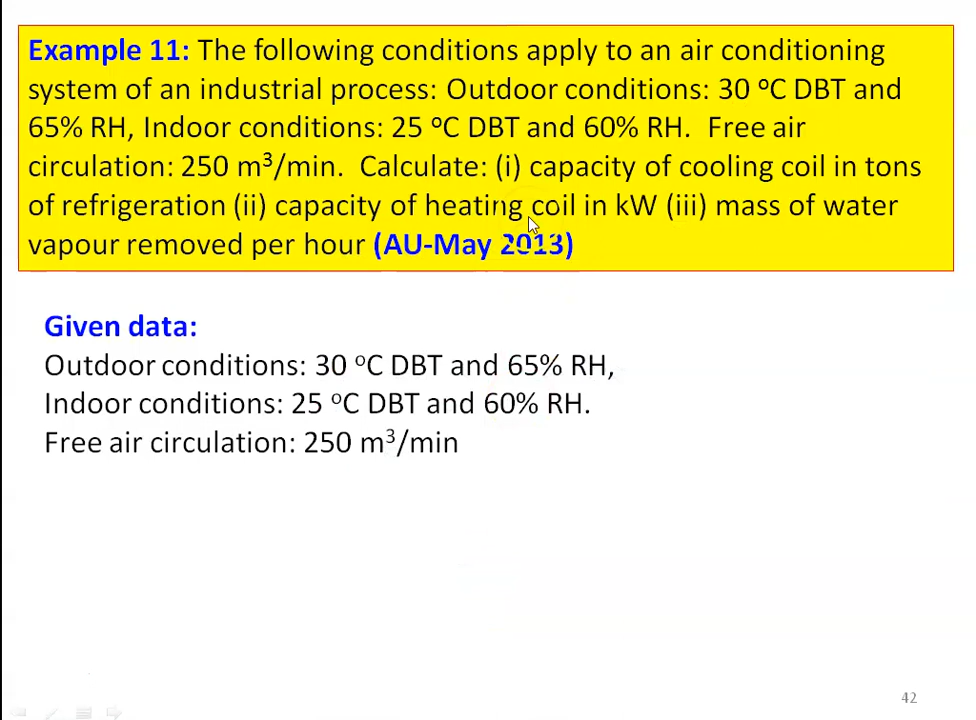 Example 11: The following conditions apply to an air conditioning
system of an industrial process: Outdoor conditions: 30 ᵒC DBT and
65% RH, Indoor conditions: 25 ᵒC DBT and 60% RH. Free air
circulation: 250 m³/min. Calculate: (i) capacity of cooling coil in tons
of refrigeration (ii) capacity of heating coil in kW (iii) mass of water
vapour removed per hour (AU-May 2013)
Given data:
Outdoor conditions: 30 ᵒC DBT and 65% RH,
Indoor conditions: 25 ᵒC DBT and 60% RH.
Free air circulation: 250 m³/min
42